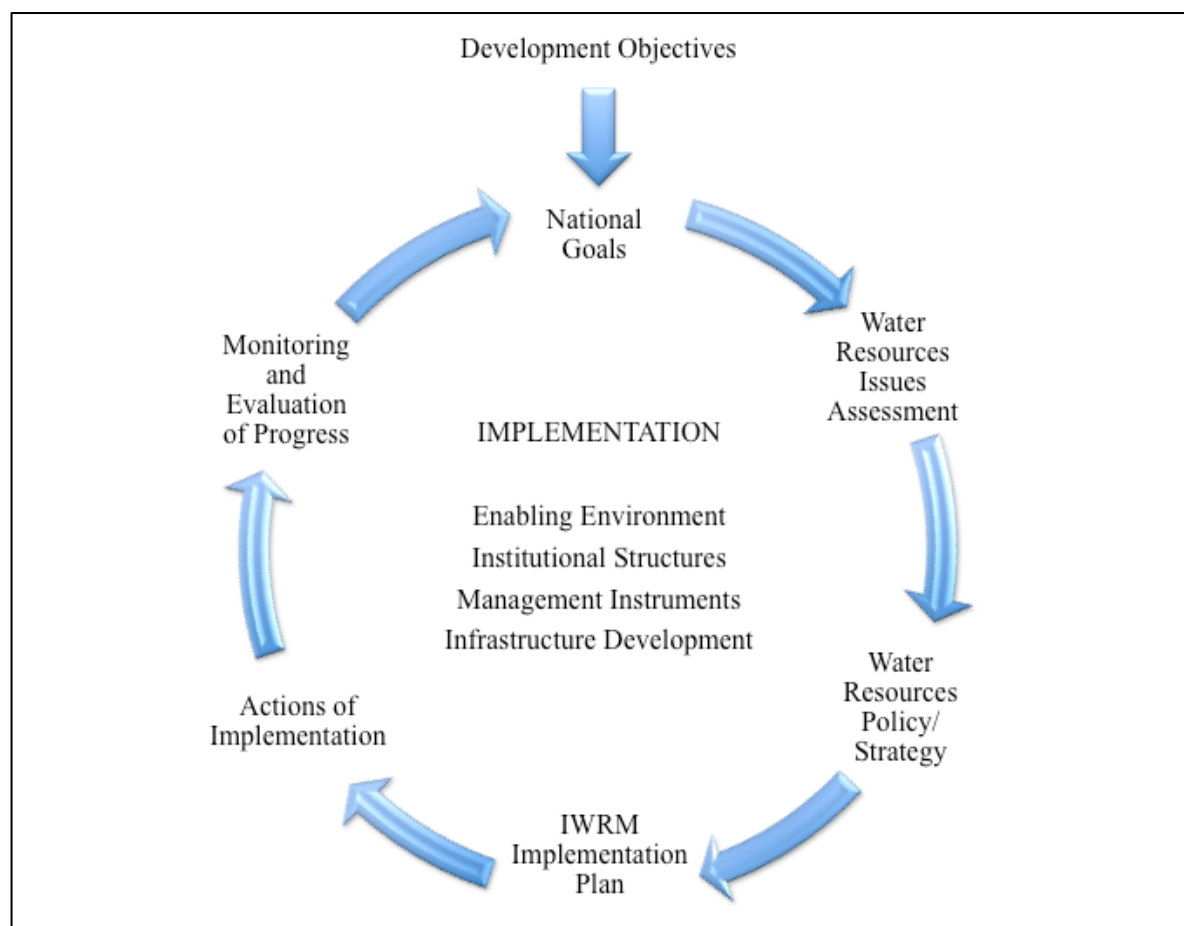 Development Objectives
National
Goals
Water
Resources
Issues
Assessment
Water
Resources
Policy/
Strategy
IWRM
Implementation
Plan
Actions of
Implementation
Monitoring
and
Evaluation
of Progress
IMPLEMENTATION
Enabling Environment
Institutional Structures
Management Instruments
Infrastructure Development